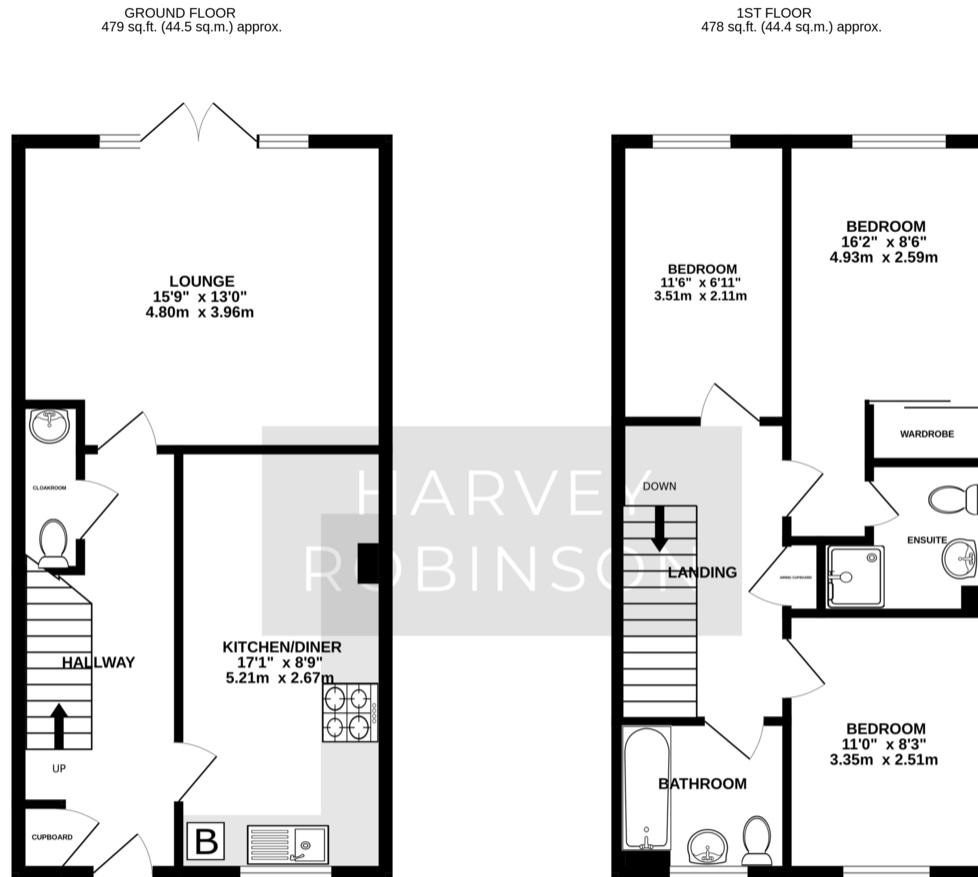 GROUND FLOOR
479 sq.ft. (44.5 sq.m.) approx.
1ST FLOOR
478 sq.ft. (44.4 sq.m.) approx.
LOUNGE
15'9" x 13'0"
4.80m x 3.96m
CLOAKROOM
HALLWAY
UP
CUPBOARD
KITCHEN/DINER
17'1" x 8'9"
5.21m x 2.67m
B
HARVEY
ROBINSON
BEDROOM
11'6" x 6'11"
3.51m x 2.11m
BEDROOM
16'2" x 8'6"
4.93m x 2.59m
WARDROBE
DOWN
LANDING
AIRING CUPBOARD
ENSUITE
BATHROOM
BEDROOM
11'0" x 8'3"
3.35m x 2.51m